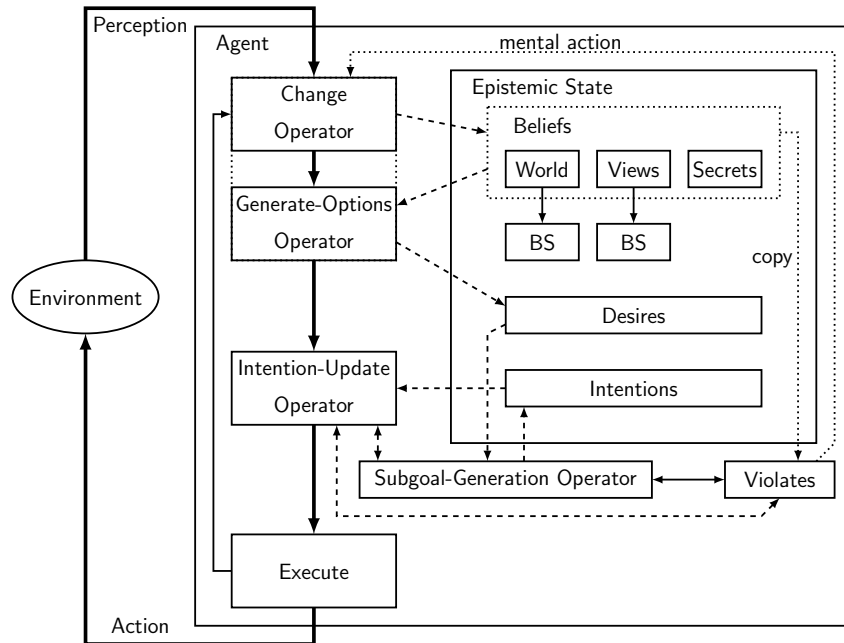 Perception
Agent
mental action
Change
Operator
Epistemic State
Beliefs
World
Views
Secrets
Generate-Options
Operator
BS
BS
copy
Environment
Desires
Intention-Update
Operator
Intentions
Subgoal-Generation Operator
Violates
Execute
Action